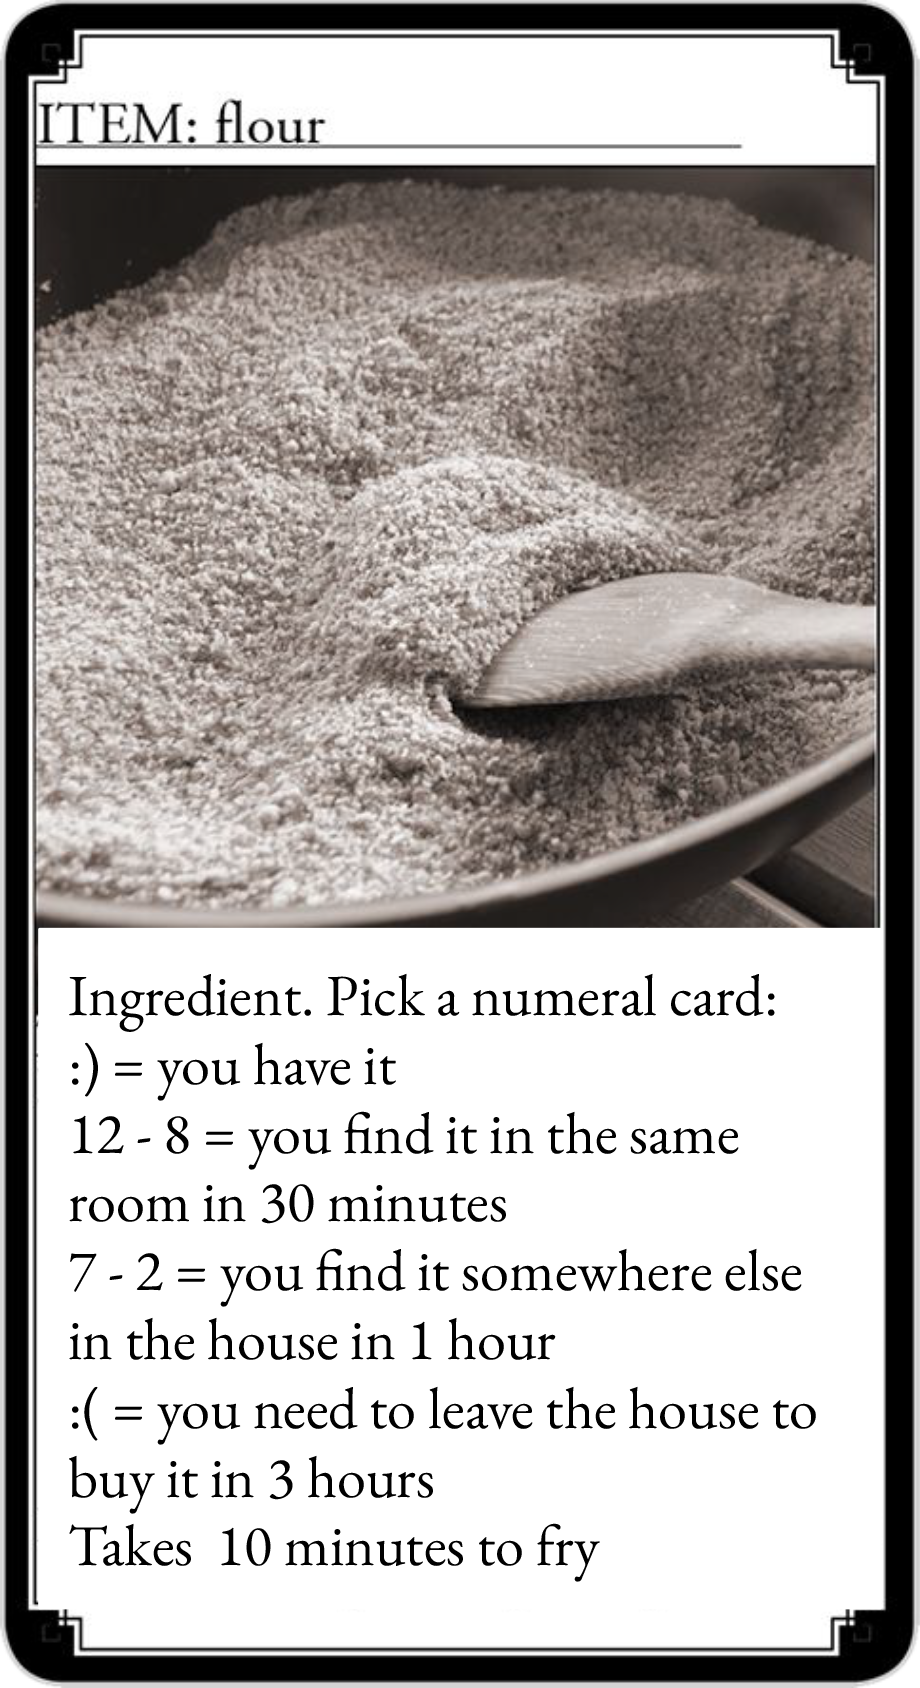 ITEM: flour
Ingredient. Pick a numeral card:
:) = you have it
12 - 8 = you find it in the same
room in 30 minutes
7 - 2 = you find it somewhere else
in the house in 1 hour
:( = you need to leave the house to
buy it in 3 hours
Takes  10 minutes to fry